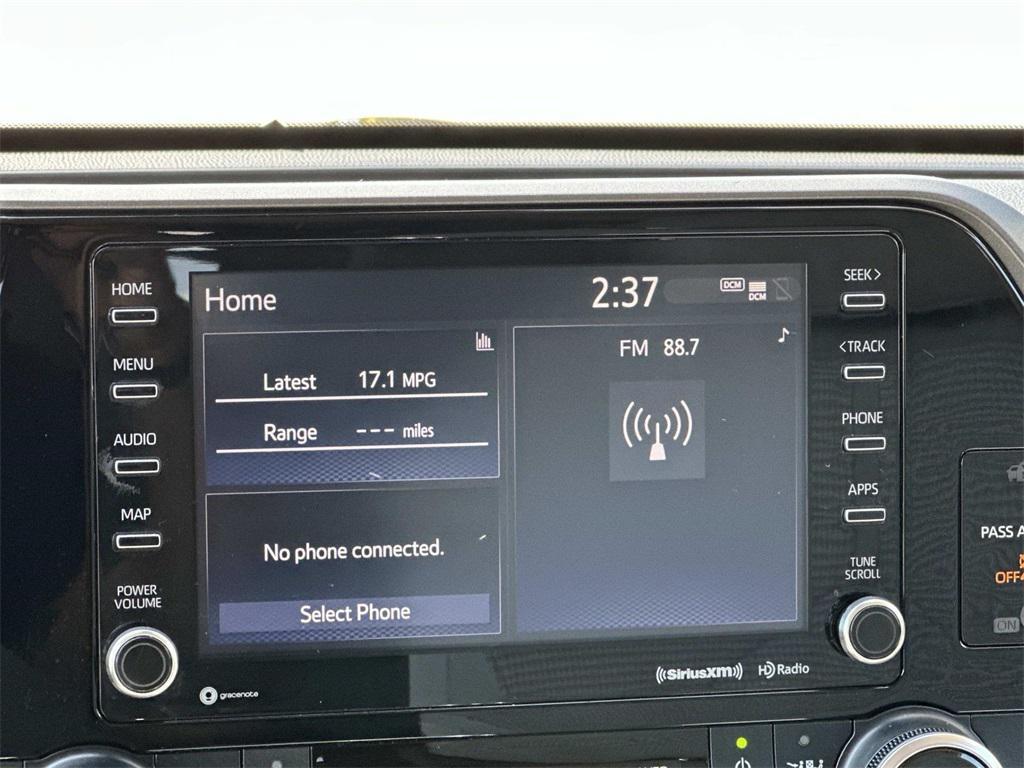 HOME
MENU
AUDIO
MAP
POWER
VOLUME
gracenote
Home
2:37
DCM
DCM
Latest 17.1 MPG
Range --- miles
No phone connected.
Select Phone
FM 88.7
SiriusXM
HD Radio
SEEK>
<TRACK
PHONE
APPS
TUNE
SCROLL
PASS A
OFF
ON